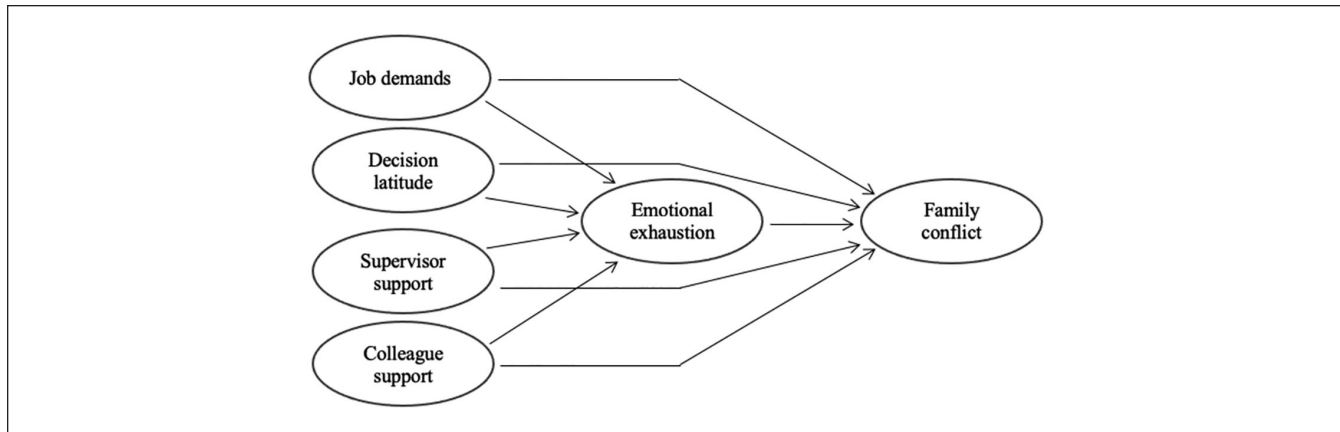 Job demands
Decision
latitude
Emotional
exhaustion
Family
conflict
Supervisor
support
Colleague
support